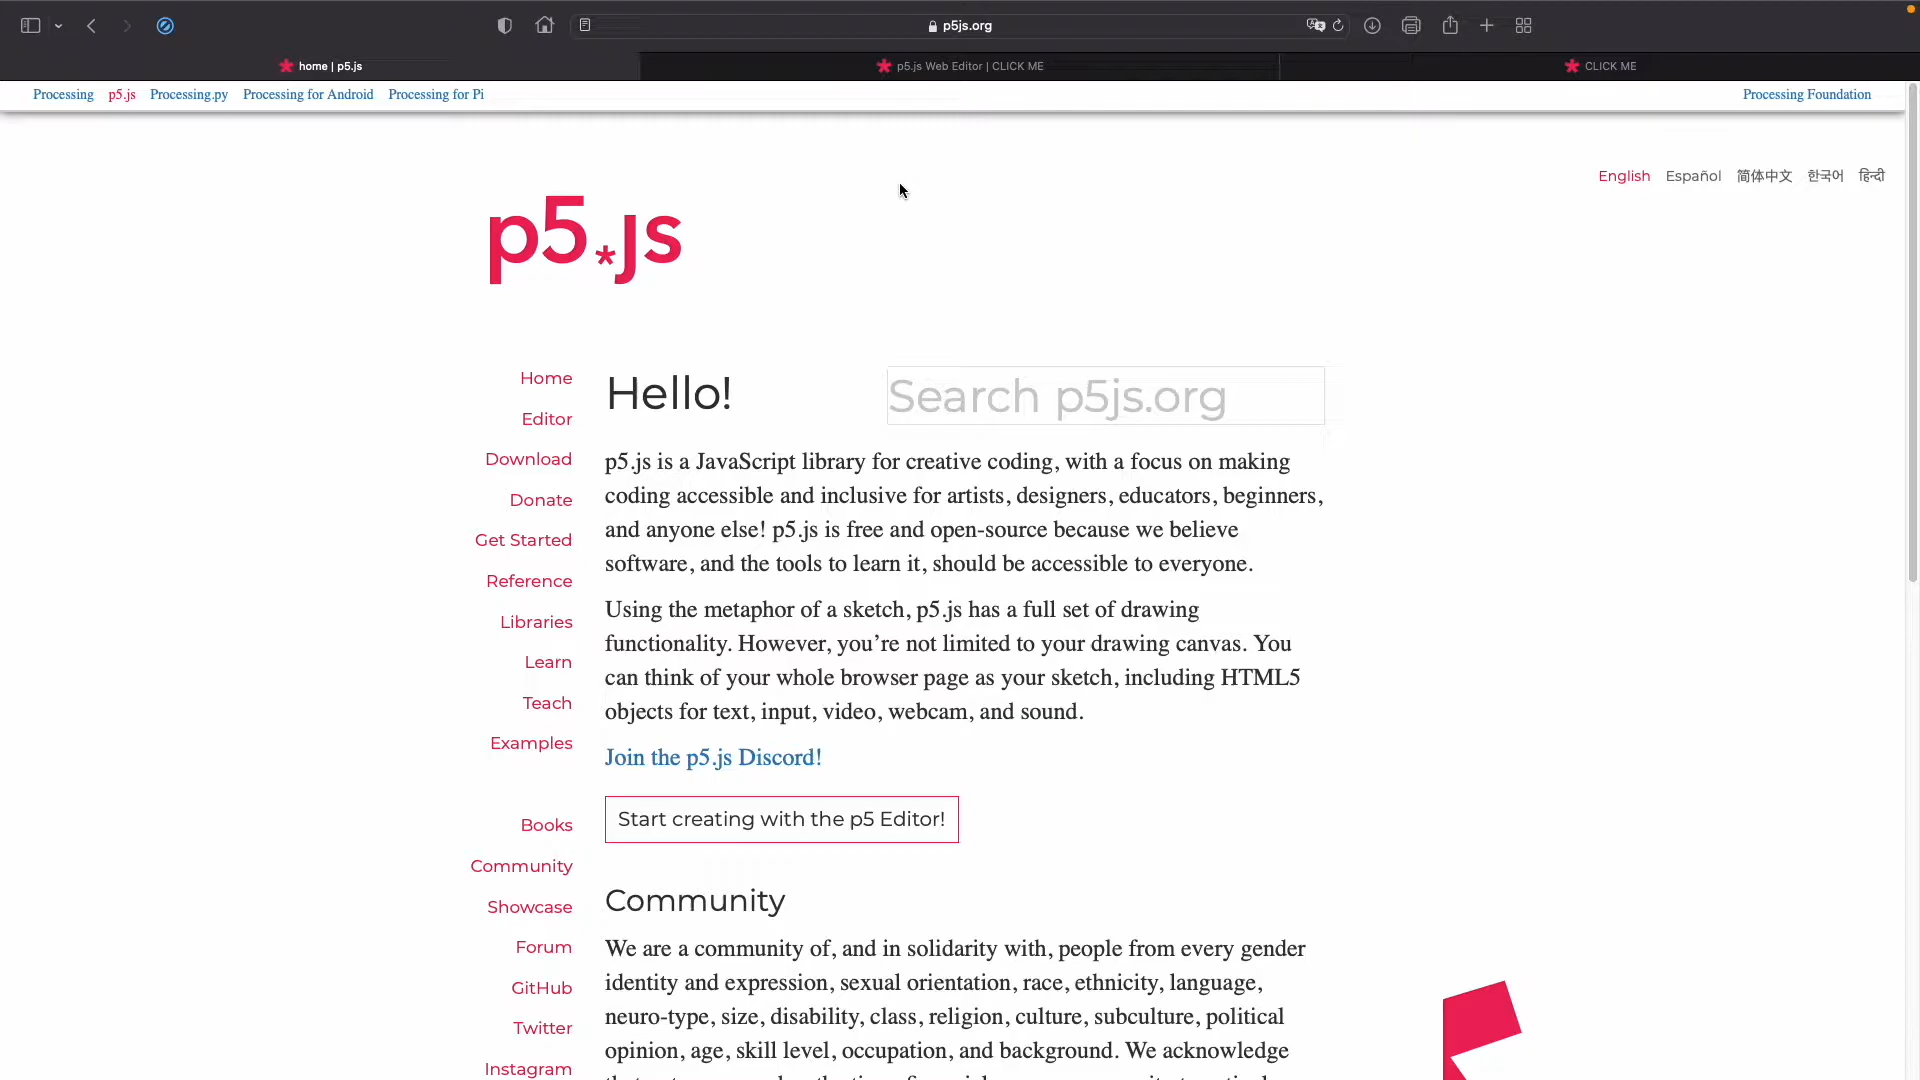 p5js.org
home | p5.js
p5.js Web Editor | CLICK ME
CLICK ME
Processing p5.js Processing.py Processing for Android Processing for Pi Processing Foundation
English Español 简体中文 한국어 हिन्दी
p5*js
Home
Editor
Download
Donate
Get Started
Reference
Libraries
Learn
Teach
Examples
Books
Community
Showcase
Forum
GitHub
Twitter
Instagram
Hello!
Search p5js.org
p5.js is a JavaScript library for creative coding, with a focus on making
coding accessible and inclusive for artists, designers, educators, beginners,
and anyone else! p5.js is free and open-source because we believe
software, and the tools to learn it, should be accessible to everyone.
Using the metaphor of a sketch, p5.js has a full set of drawing
functionality. However, you’re not limited to your drawing canvas. You
can think of your whole browser page as your sketch, including HTML5
objects for text, input, video, webcam, and sound.
Join the p5.js Discord!
Start creating with the p5 Editor!
Community
We are a community of, and in solidarity with, people from every gender
identity and expression, sexual orientation, race, ethnicity, language,
neuro-type, size, disability, class, religion, culture, subculture, political
opinion, age, skill level, occupation, and background. We acknowledge